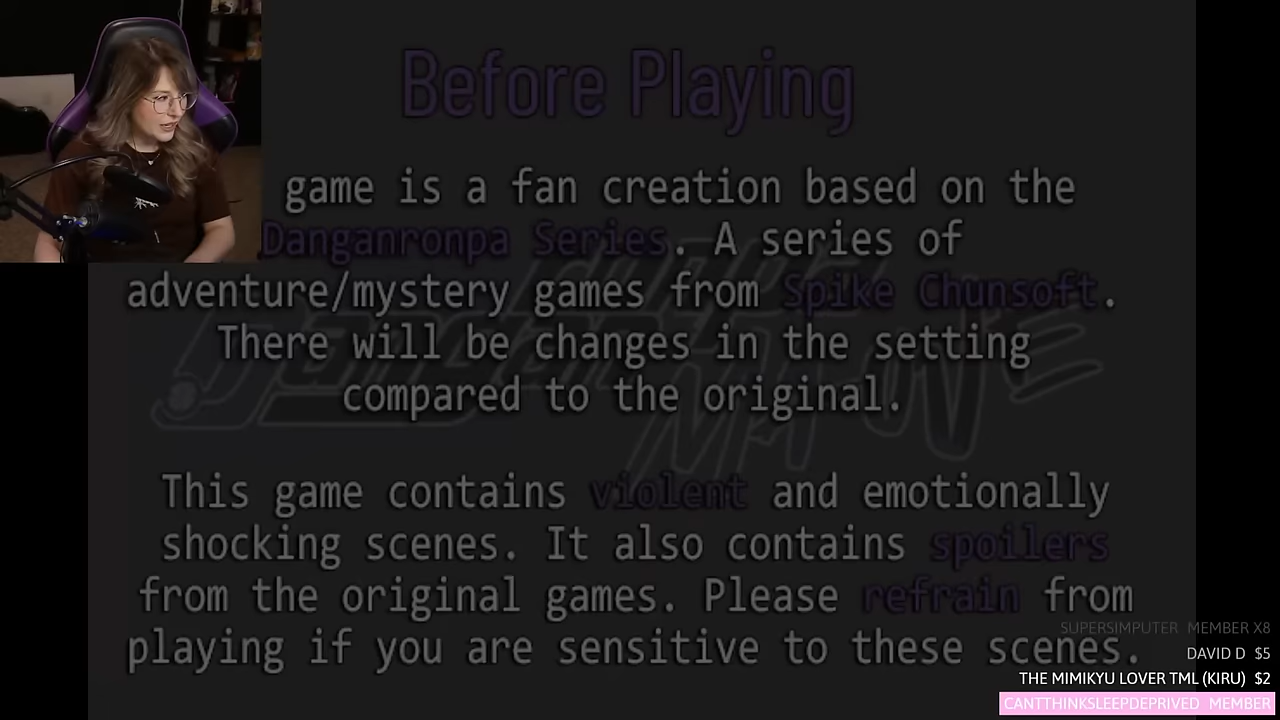 Before Playing
game is a fan creation based on the
Danganronpa Series. A series of
adventure/mystery games from Spike Chunsoft.
There will be changes in the setting
compared to the original.
This game contains violent and emotionally
shocking scenes. It also contains spoilers
from the original games. Please refrain from
playing if you are sensitive to these scenes.
SUPERSIMPUTER MEMBER X8
DAVID D $5
THE MIMIKYU LOVER TML (KIRU) $2
CANTTHINKSLEEPDEPRIVED MEMBER